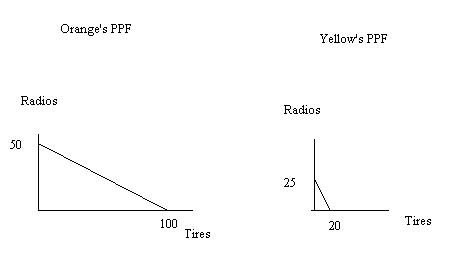 Orange's PPF
Yellow's PPF
Radios
50
100
Tires
Radios
25
20
Tires